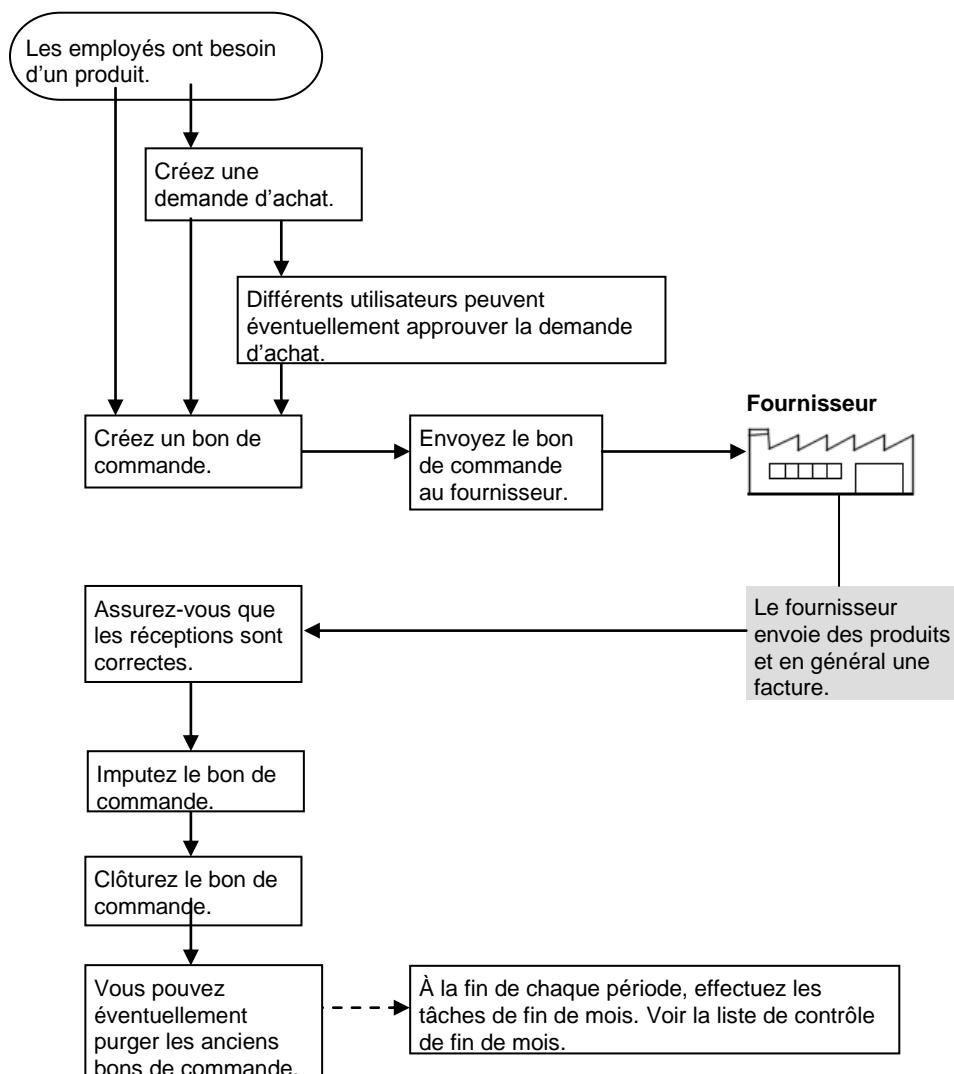 Les employés ont besoin
d’un produit.
Créez une
demande d’achat.
Différents utilisateurs peuvent
éventuellement approuver la demande
d’achat.
Créez un bon de
commande.
Envoyez le bon
de commande
au fournisseur.
Fournisseur
Le fournisseur
envoie des produits
et en général une
facture.
Assurez-vous que
les réceptions sont
correctes.
Imputez le bon de
commande.
Clôturez le bon de
commande.
Vous pouvez
éventuellement
purger les anciens
bons de commande.
À la fin de chaque période, effectuez les
tâches de fin de mois. Voir la liste de contrôle
de fin de mois.